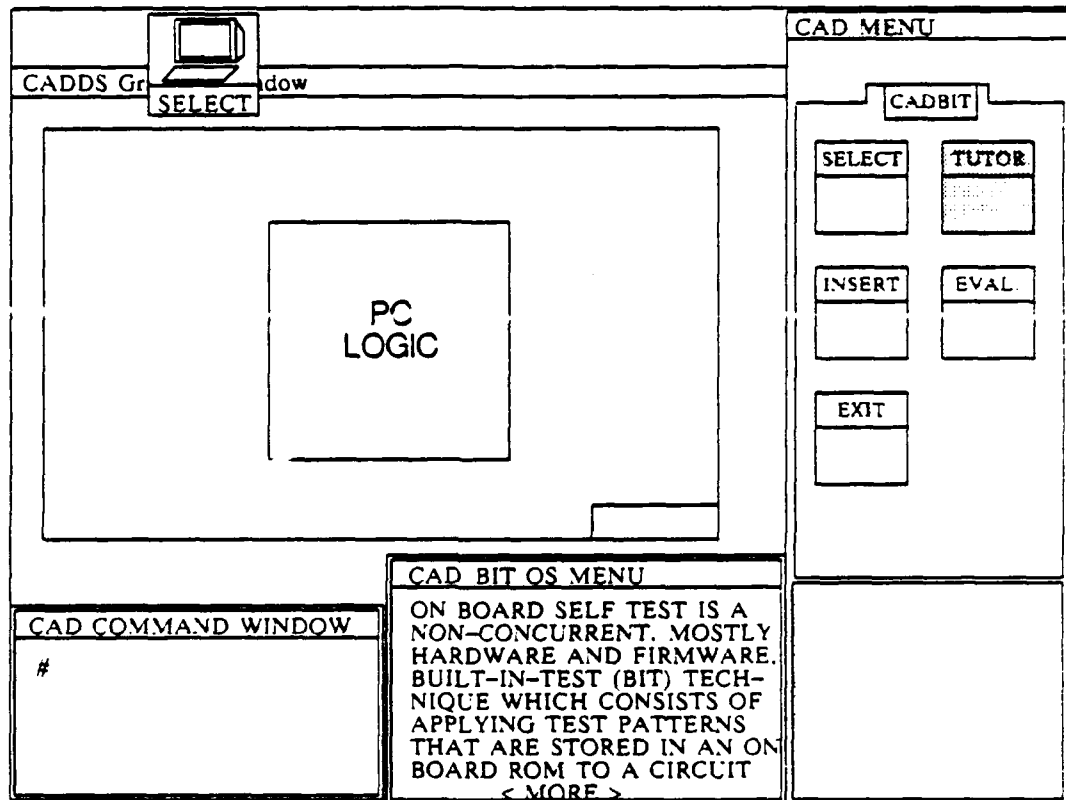 CADDS Gr
dow
SELECT
PC
LOGIC
CAD MENU
CADBIT
SELECT
TUTOR
INSERT
EVAL.
EXIT
CAD COMMAND WINDOW
#
CAD BIT OS MENU
ON BOARD SELF TEST IS A
NON-CONCURRENT. MOSTLY
HARDWARE AND FIRMWARE.
BUILT-IN-TEST (BIT) TECH-
NIQUE WHICH CONSISTS OF
APPLYING TEST PATTERNS
THAT ARE STORED IN AN ON
BOARD ROM TO A CIRCUIT
< MORE >